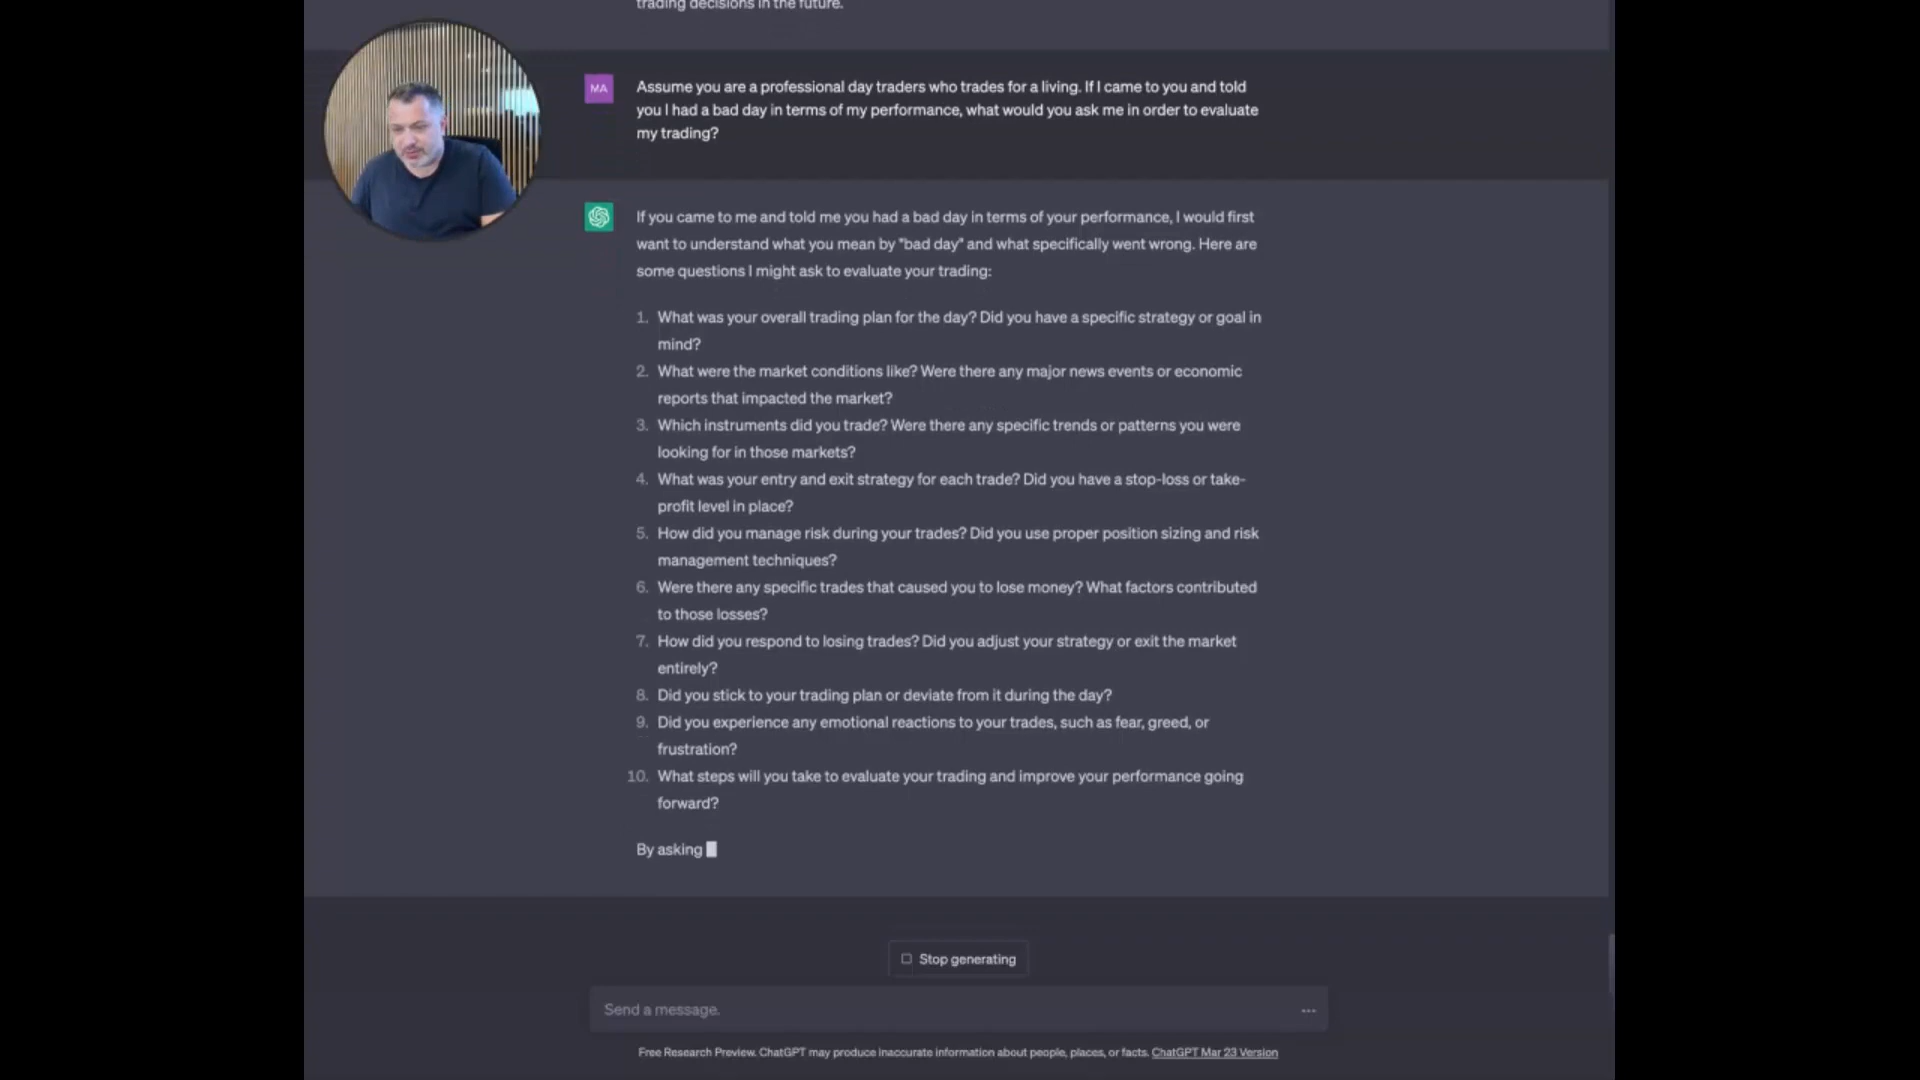 trading decisions in the future.
MA
Assume you are a professional day traders who trades for a living. If I came to you and told
you I had a bad day in terms of my performance, what would you ask me in order to evaluate
my trading?
If you came to me and told me you had a bad day in terms of your performance, I would first
want to understand what you mean by "bad day" and what specifically went wrong. Here are
some questions I might ask to evaluate your trading:
1. What was your overall trading plan for the day? Did you have a specific strategy or goal in
mind?
2. What were the market conditions like? Were there any major news events or economic
reports that impacted the market?
3. Which instruments did you trade? Were there any specific trends or patterns you were
looking for in those markets?
4. What was your entry and exit strategy for each trade? Did you have a stop-loss or take-
profit level in place?
5. How did you manage risk during your trades? Did you use proper position sizing and risk
management techniques?
6. Were there any specific trades that caused you to lose money? What factors contributed
to those losses?
7. How did you respond to losing trades? Did you adjust your strategy or exit the market
entirely?
8. Did you stick to your trading plan or deviate from it during the day?
9. Did you experience any emotional reactions to your trades, such as fear, greed, or
frustration?
10. What steps will you take to evaluate your trading and improve your performance going
forward?
By asking
Stop generating
Send a message.
Free Research Preview. ChatGPT may produce inaccurate information about people, places, or facts. ChatGPT Mar 23 Version